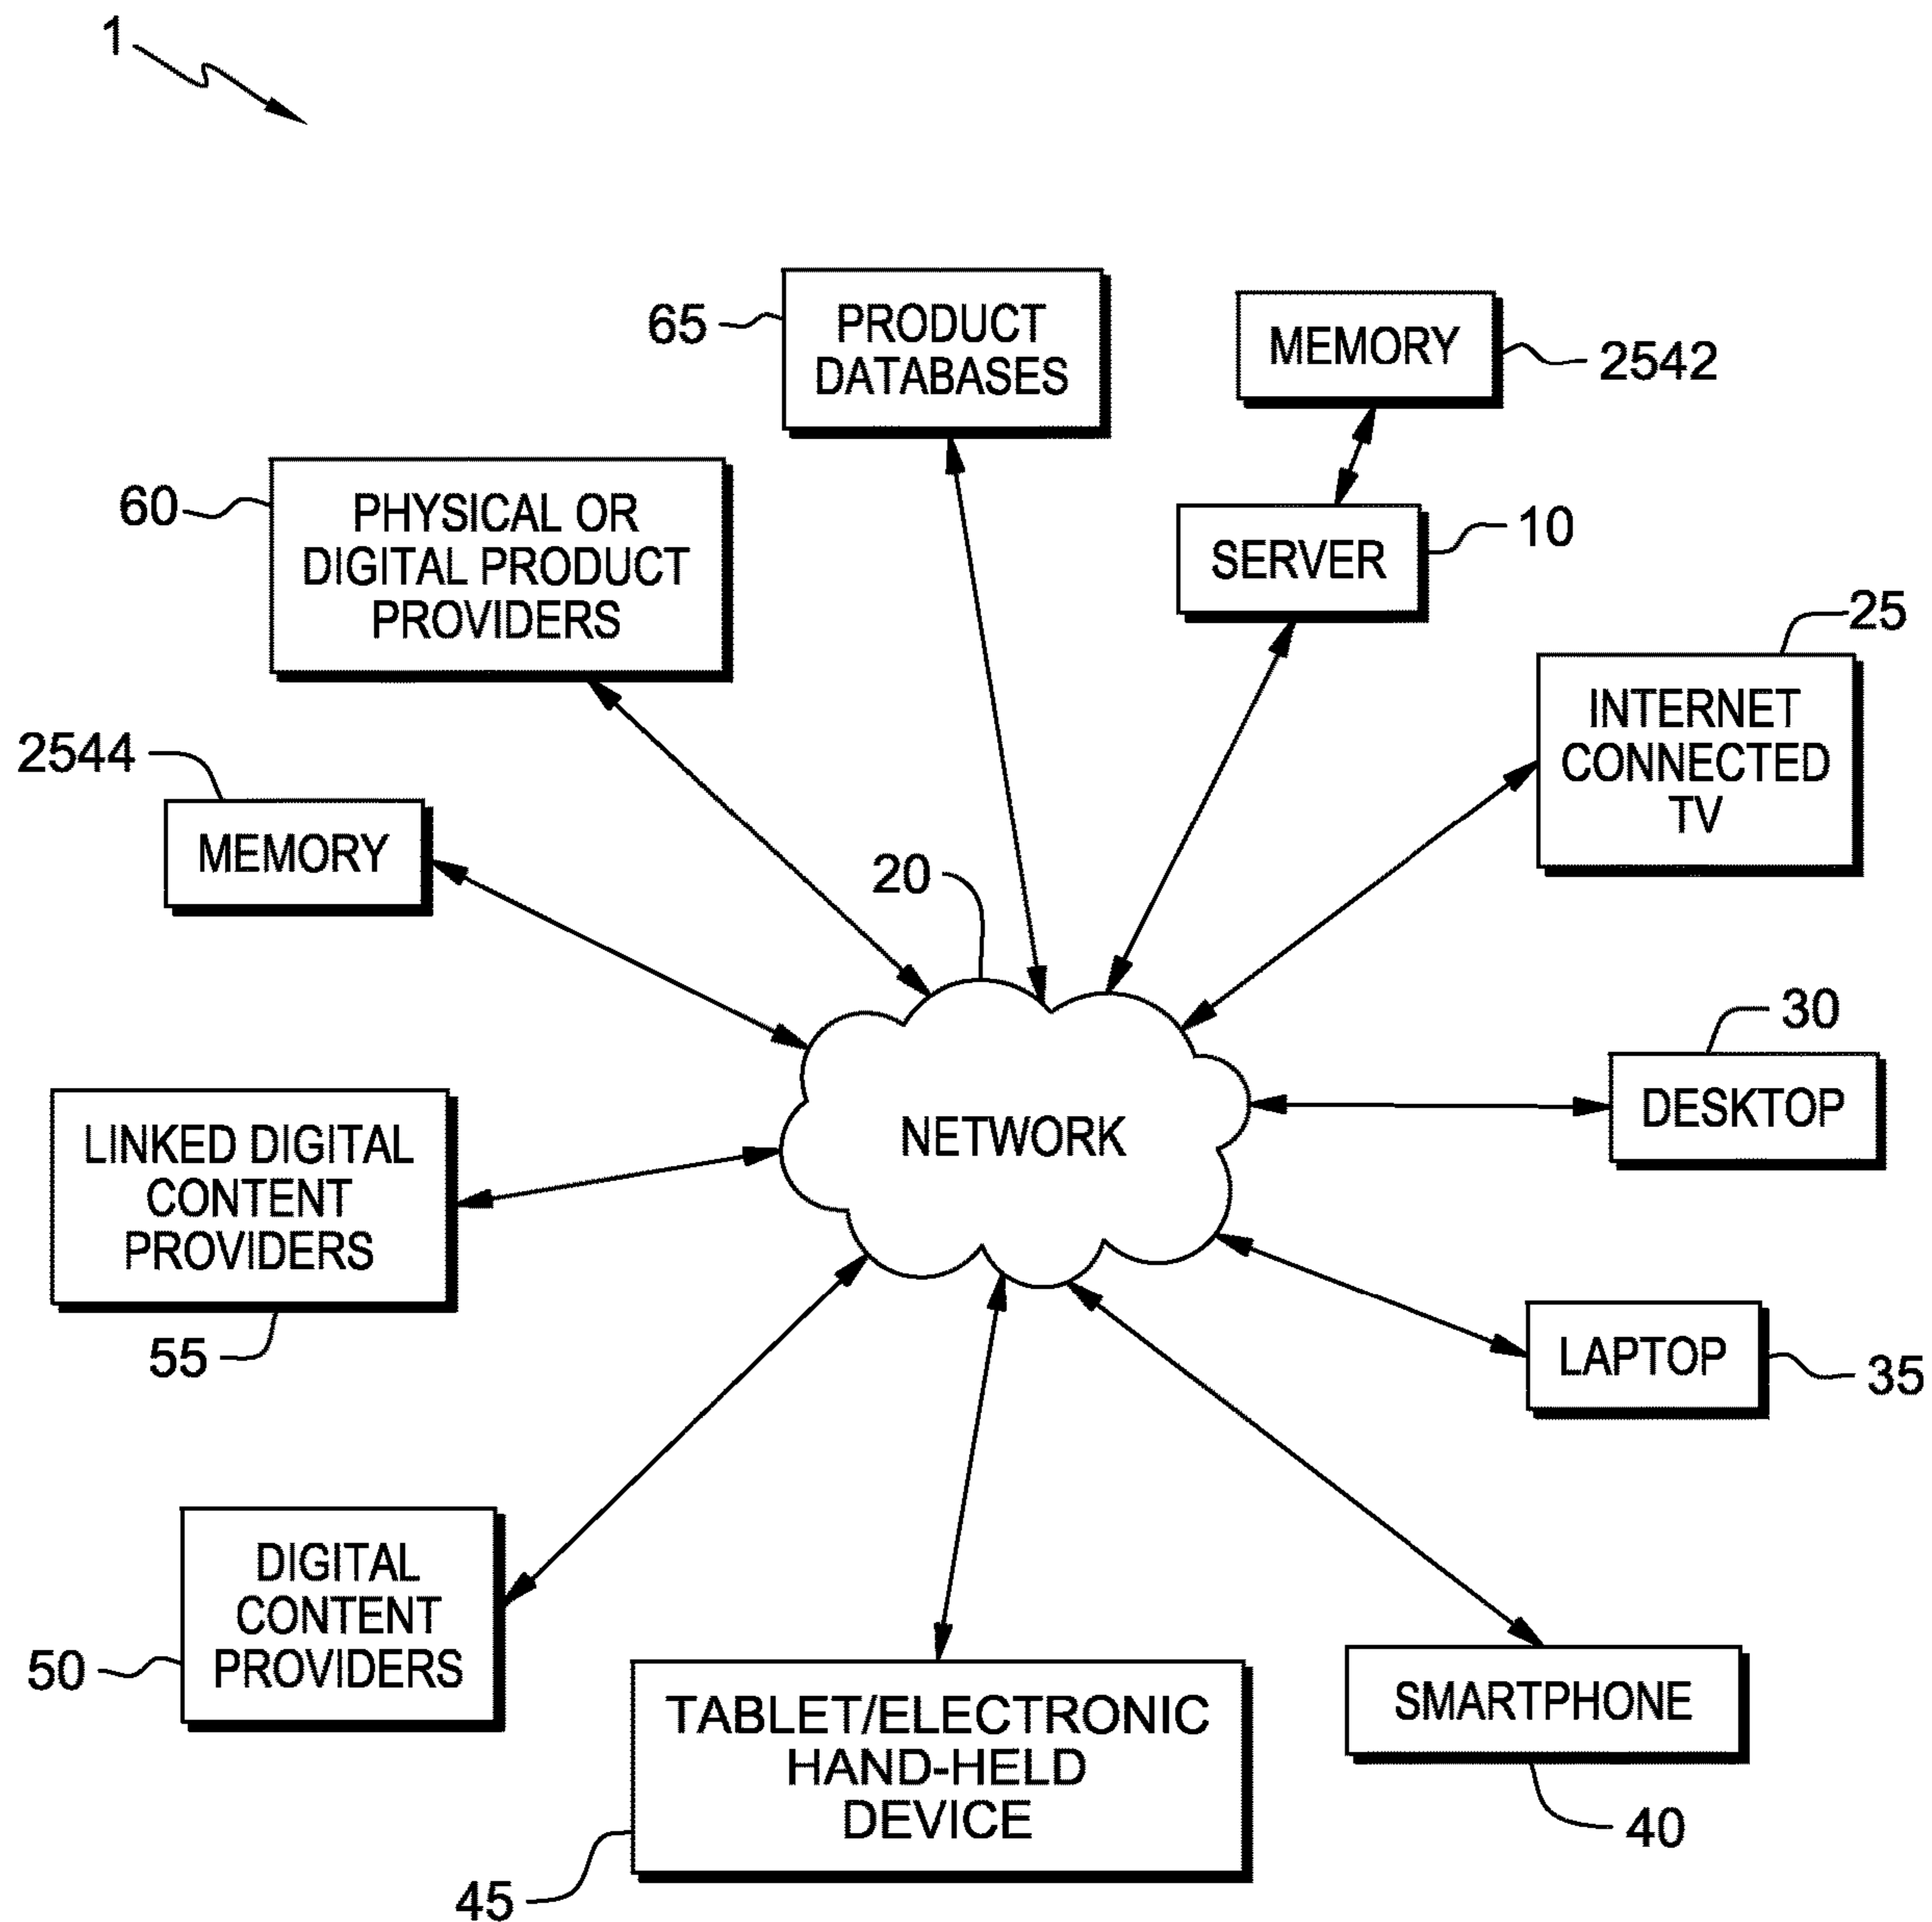 1
65
PRODUCT
DATABASES
MEMORY
2542
60
PHYSICAL OR
DIGITAL PRODUCT
PROVIDERS
SERVER
10
25
INTERNET
CONNECTED
TV
2544
MEMORY
20
NETWORK
30
DESKTOP
LINKED DIGITAL
CONTENT
PROVIDERS
55
LAPTOP
35
DIGITAL
CONTENT
PROVIDERS
50
TABLET/ELECTRONIC
HAND-HELD
DEVICE
45
SMARTPHONE
40